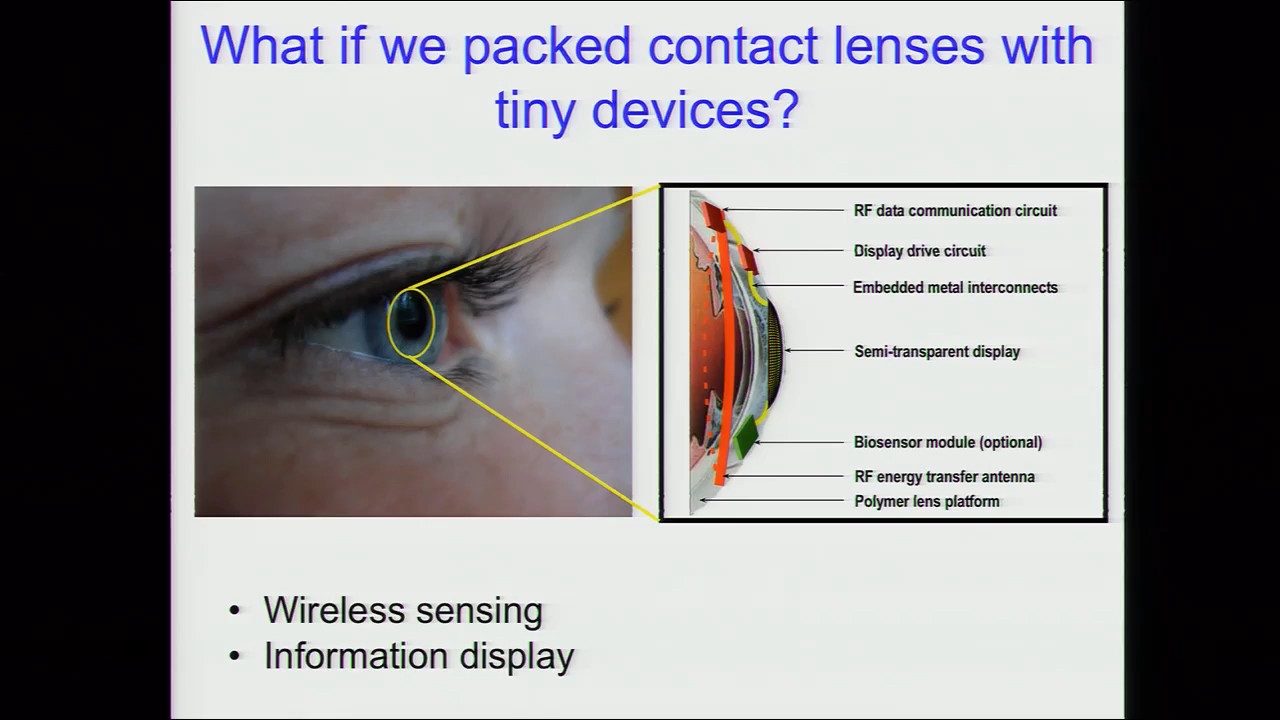 What if we packed contact lenses with
tiny devices?
RF data communication circuit
Display drive circuit
Embedded metal interconnects
Semi-transparent display
Biosensor module (optional)
RF energy transfer antenna
Polymer lens platform
• Wireless sensing
• Information display